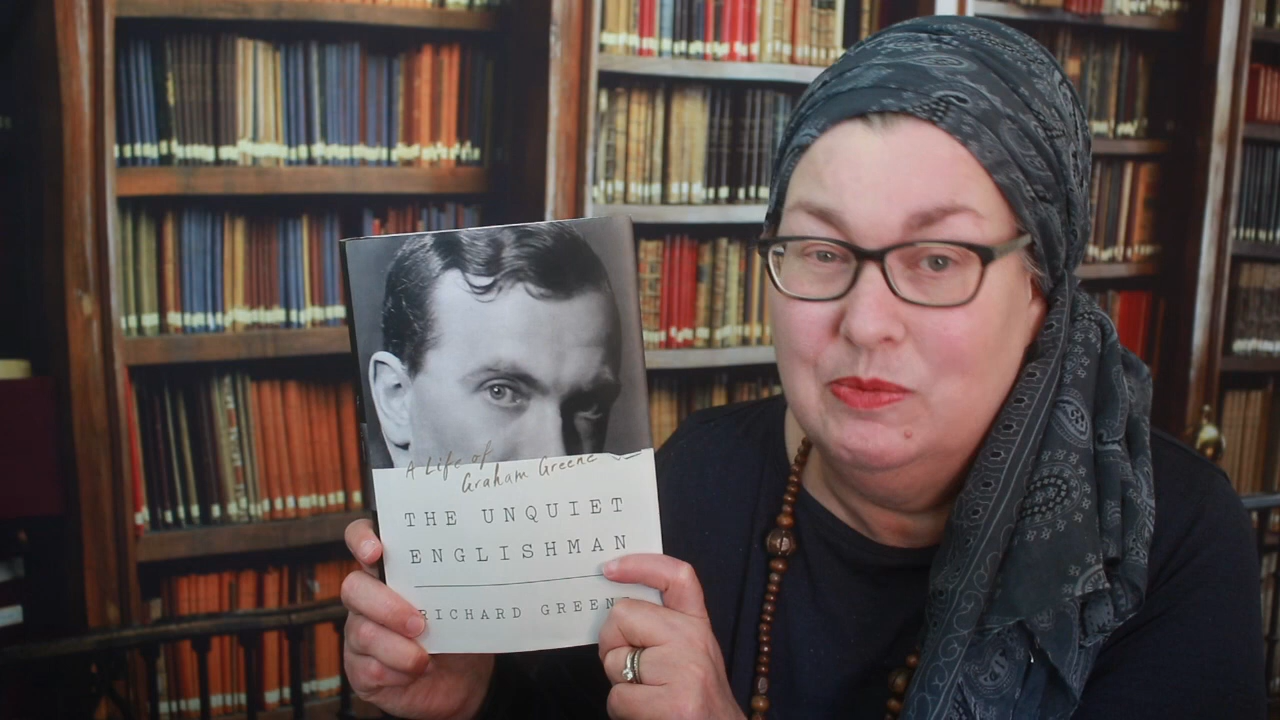 A Life of
Graham Greene
THE UNQUIET
ENGLISHMAN
RICHARD GREENE